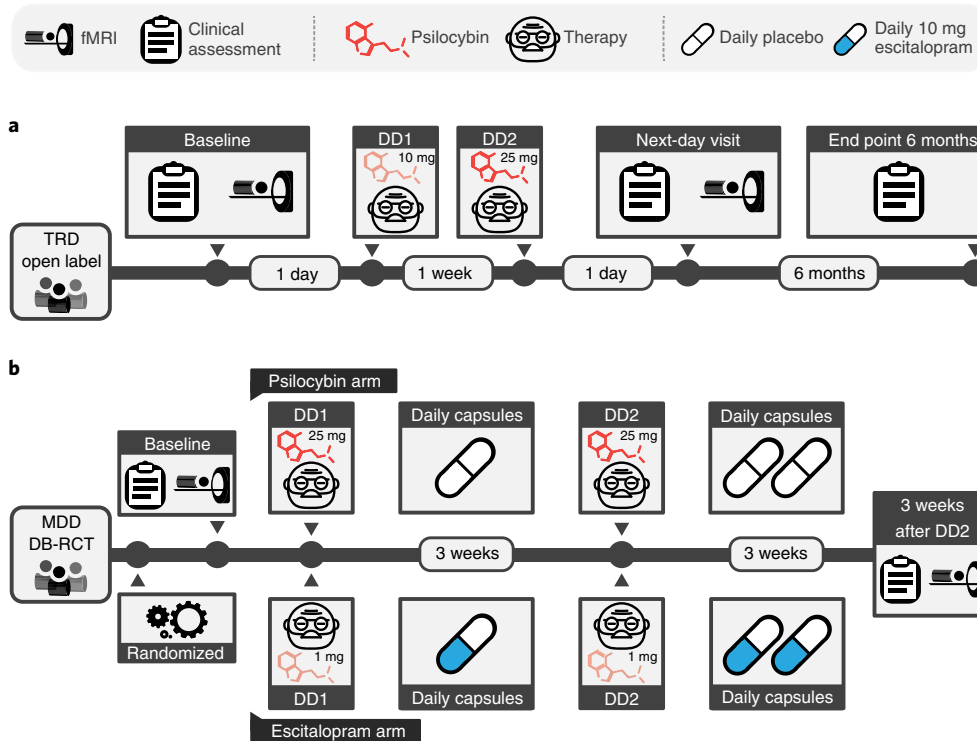 fMRI
Clinical
assessment
Psilocybin
Therapy
Daily placebo
Daily 10 mg
escitalopram
a
Baseline
DD1
10 mg
DD2
25 mg
Next-day visit
End point 6 months
TRD
open label
1 day
1 week
1 day
6 months
b
Psilocybin arm
Baseline
DD1
25 mg
Daily capsules
DD2
25 mg
Daily capsules
MDD
DB-RCT
3 weeks
3 weeks
3 weeks
after DD2
Randomized
1 mg
DD1
Daily capsules
1 mg
DD2
Daily capsules
Escitalopram arm